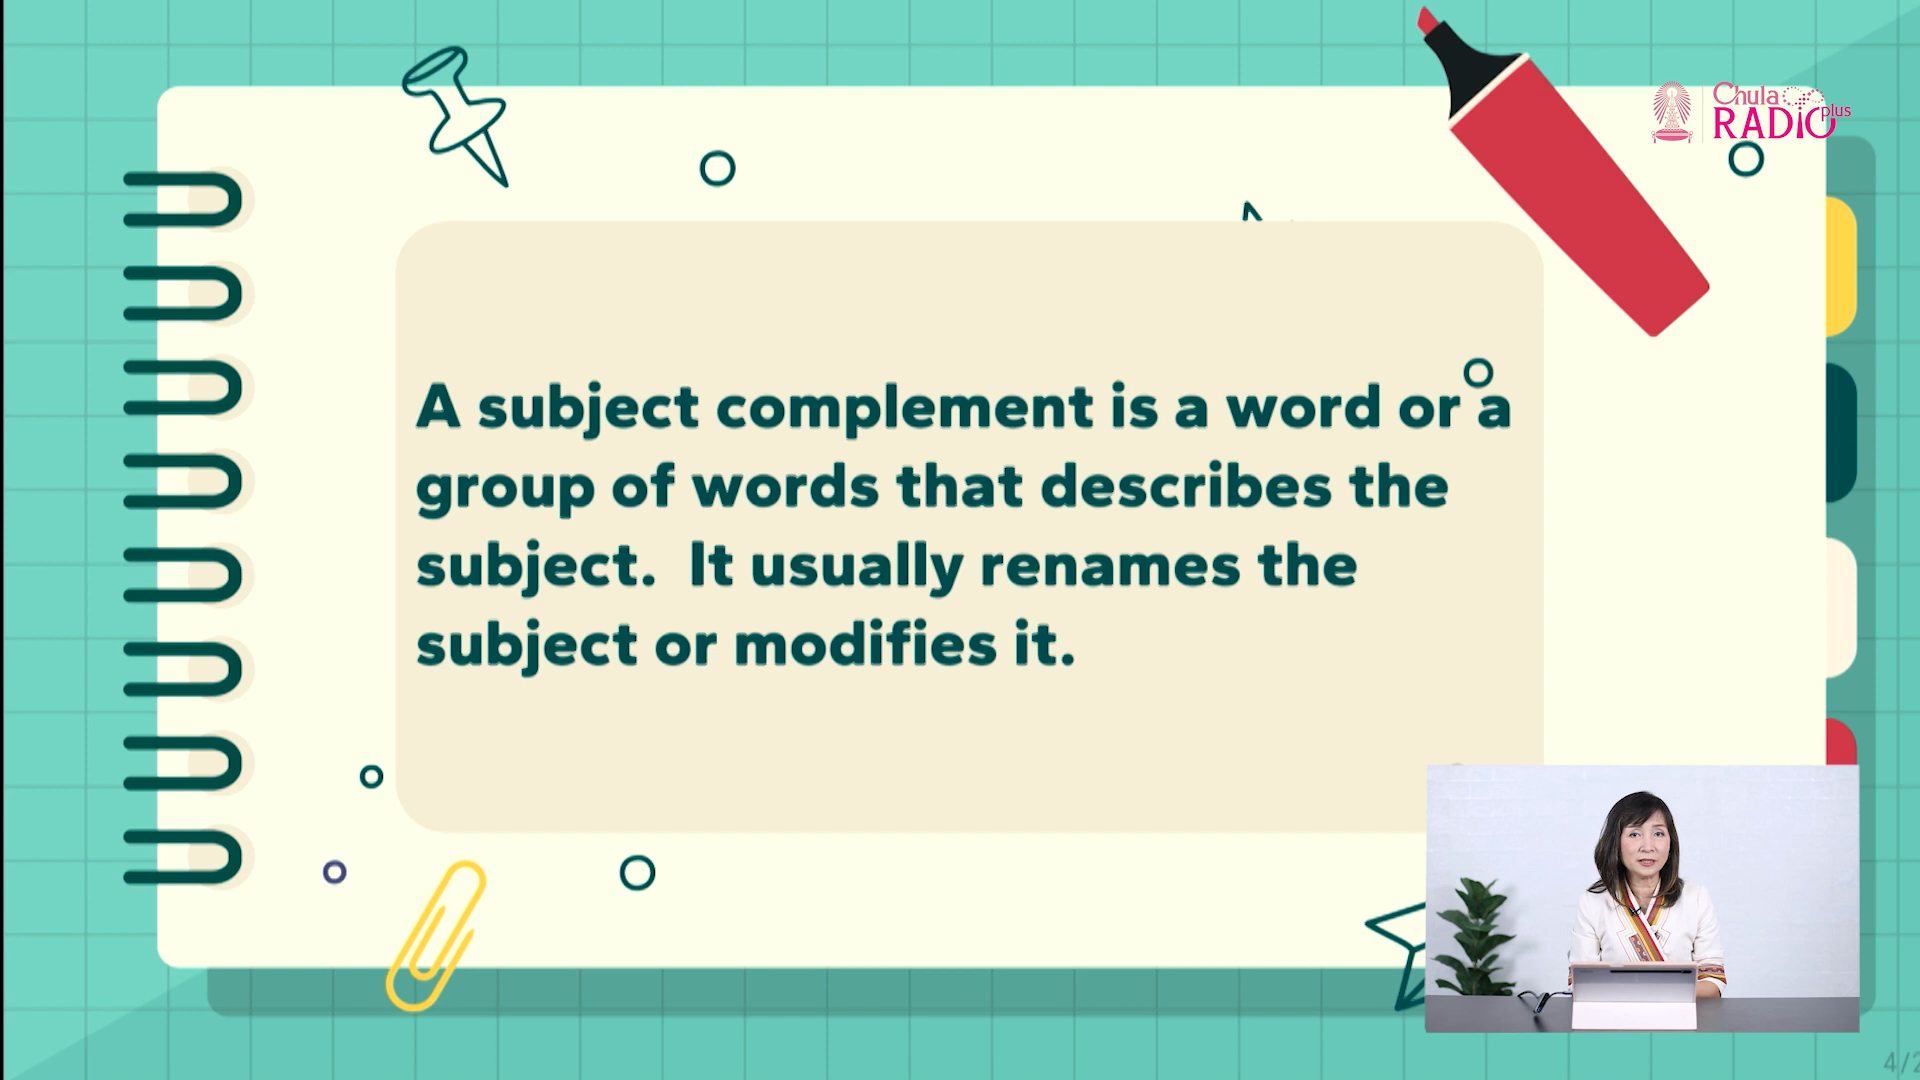 Chula
RADIO plus
A subject complement is a word or a
group of words that describes the
subject.  It usually renames the
subject or modifies it.